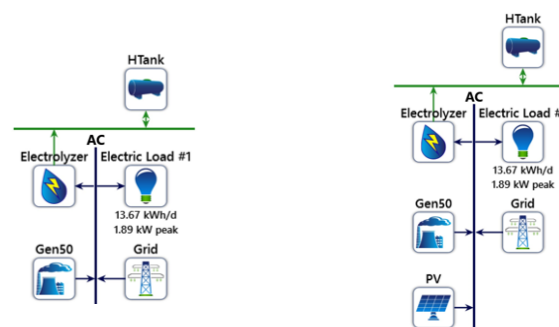 HTank
AC
Electrolyzer
Electric Load #1
13.67 kWh/d
1.89 kW peak
Gen50
Grid
HTank
AC
Electrolyzer
Electric Load #
13.67 kWh/d
1.89 kW peak
Gen50
Grid
PV